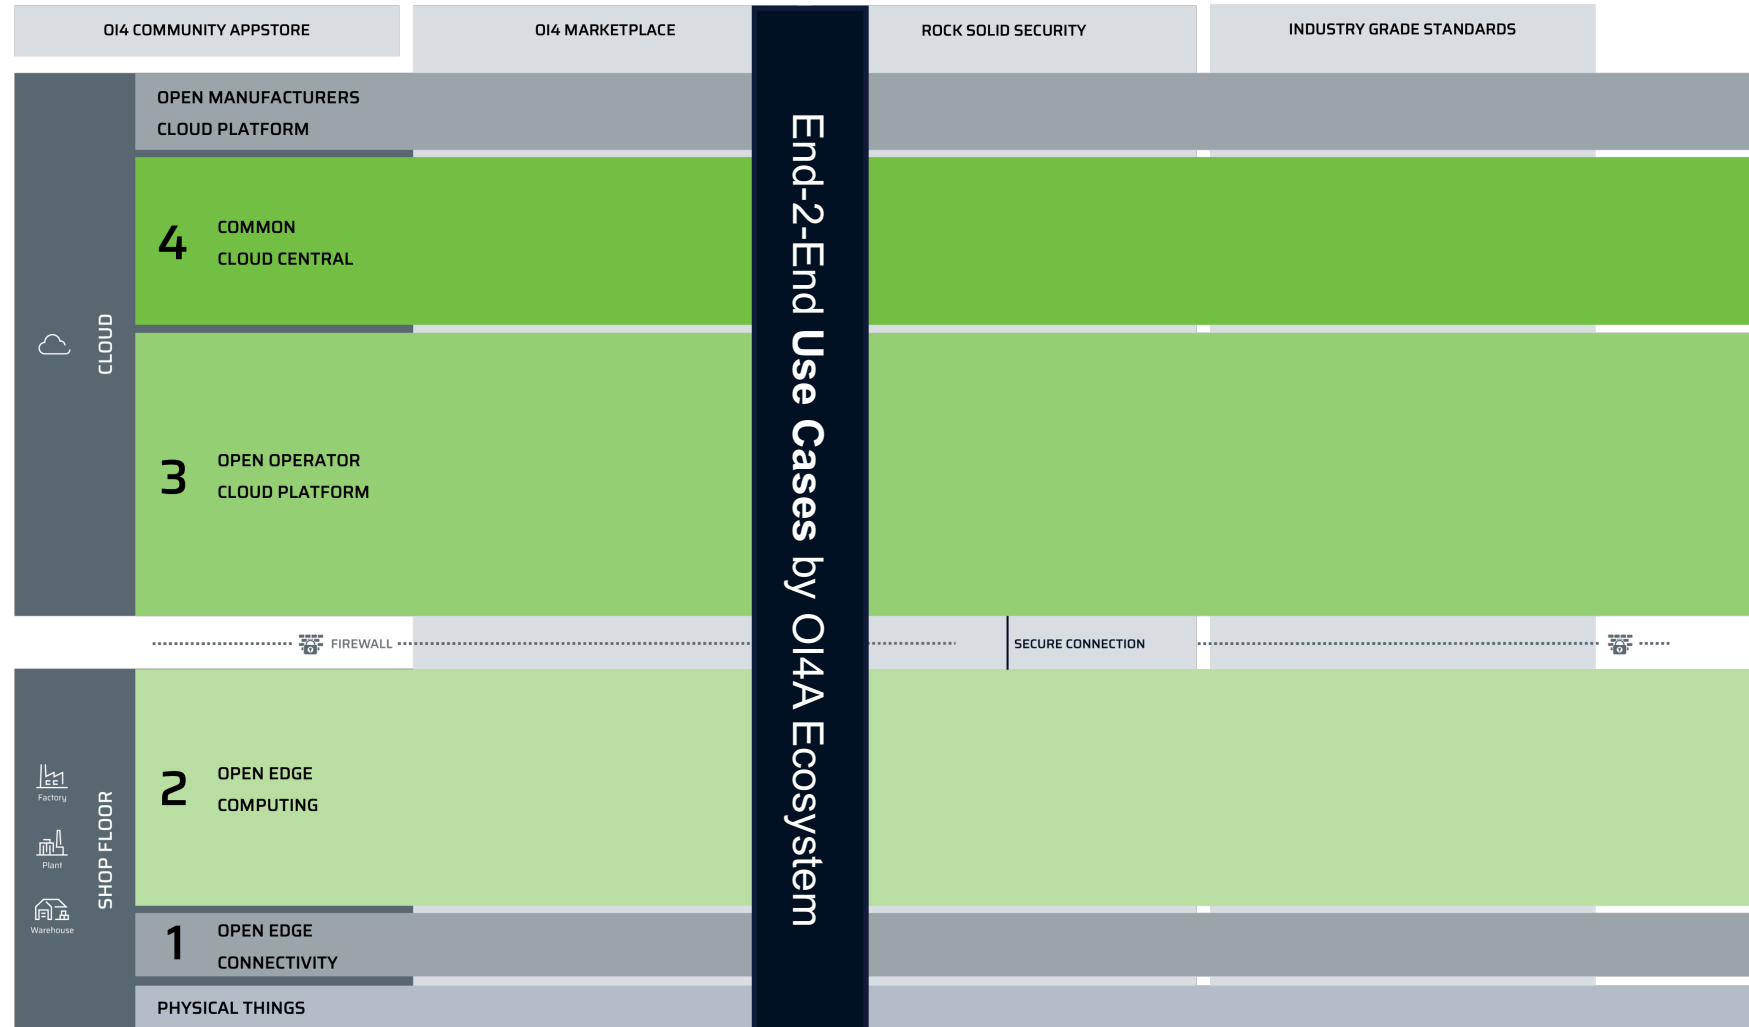 OI4 COMMUNITY APPSTORE
OI4 MARKETPLACE
ROCK SOLID SECURITY
INDUSTRY GRADE STANDARDS
OPEN MANUFACTURERS
CLOUD PLATFORM
4
COMMON
CLOUD CENTRAL
CLOUD
3
OPEN OPERATOR
CLOUD PLATFORM
End-2-End Use Cases by OI4A Ecosystem
FIREWALL
SECURE CONNECTION
2
OPEN EDGE
COMPUTING
Factory
Plant
Warehouse
SHOP FLOOR
1
OPEN EDGE
CONNECTIVITY
PHYSICAL THINGS